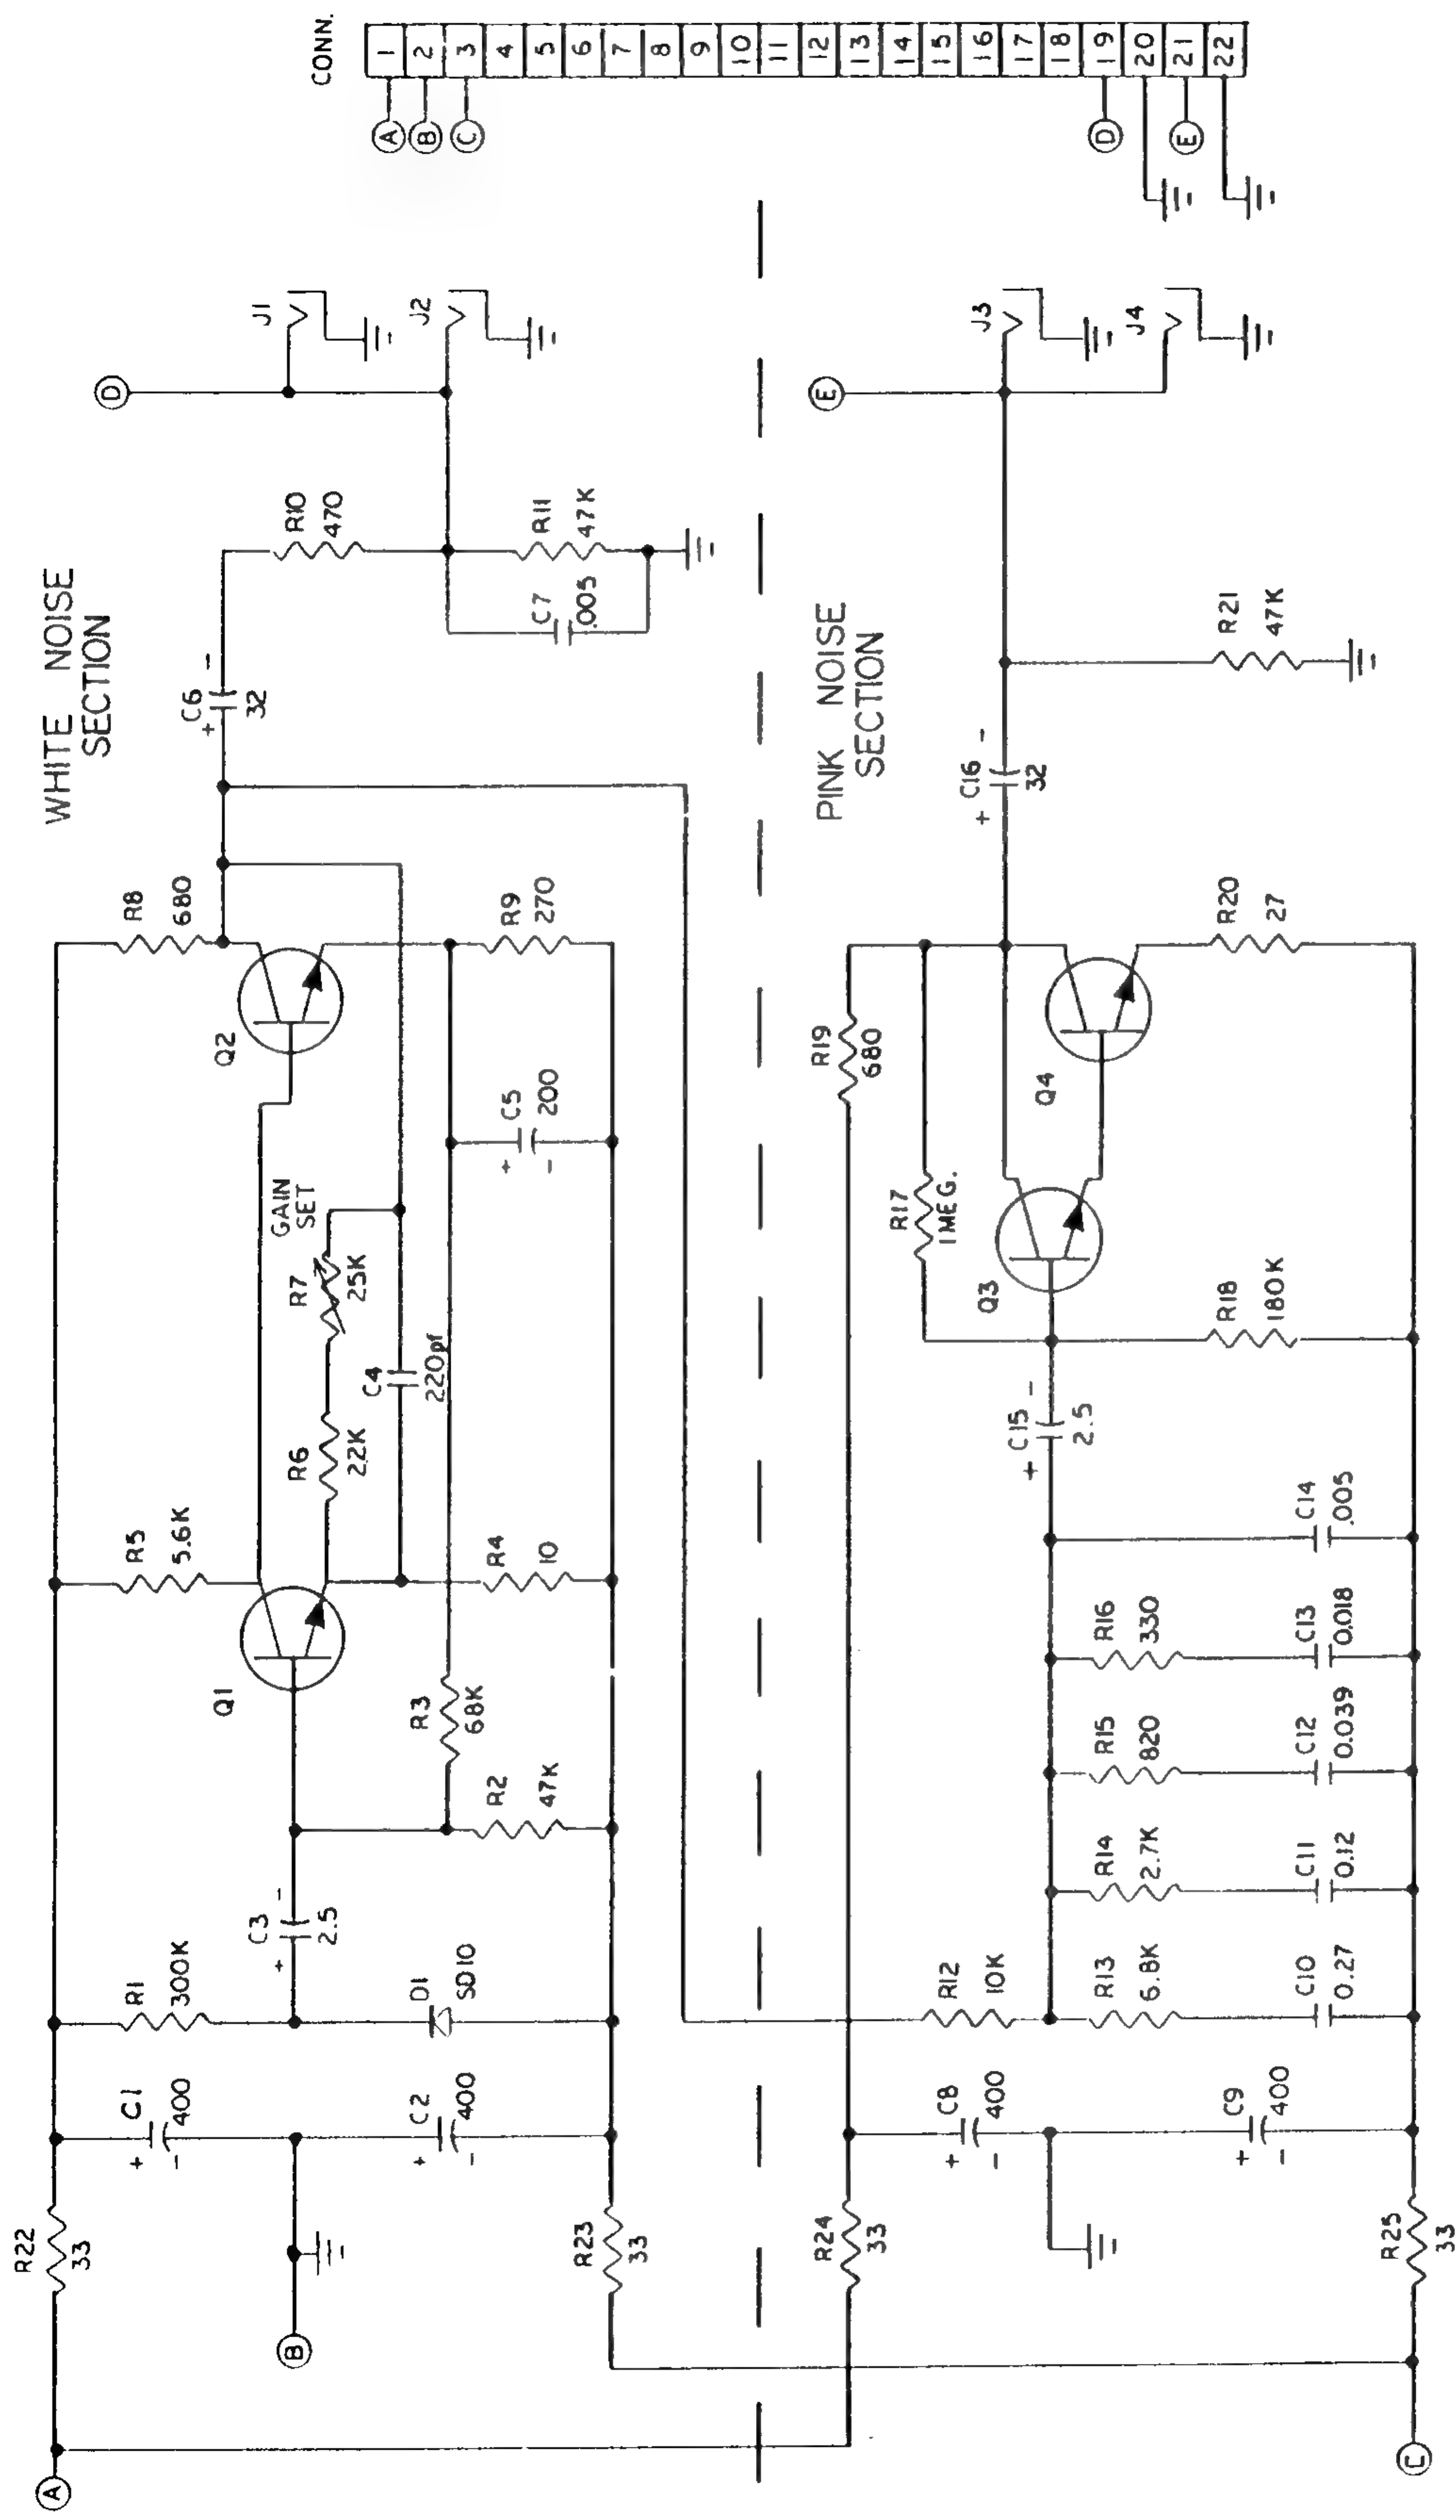 WHITE NOISE
SECTION
A
R22
33
B
C1
+
400
-
C2
+
400
-
R23
33
R1
300K
D1
SD10
C3
+
-
2.5
R2
47K
R3
68K
Q1
R5
5.6K
R4
10
R6
22K
R7
25K
GAIN
SET
C4
220pf
C5
+
200
-
Q2
R8
680
R9
270
C6
+
-
32
R10
470
R11
47K
C7
.005
D
J1
J2
PINK NOISE
SECTION
R24
33
R25
33
C
C8
+
400
-
C9
+
400
-
R12
10K
R13
6.8K
C10
0.27
R14
2.7K
C11
0.12
R15
820
C12
0.039
R16
330
C13
0.018
C14
.005
C15
+
-
2.5
R17
1 MEG.
R18
180K
Q3
Q4
R19
680
R20
27
C16
+
-
32
R21
47K
E
J3
J4
CONN.
A
1
B
2
C
3
4
5
6
7
8
9
10
11
12
13
14
15
16
17
18
D
19
20
E
21
22